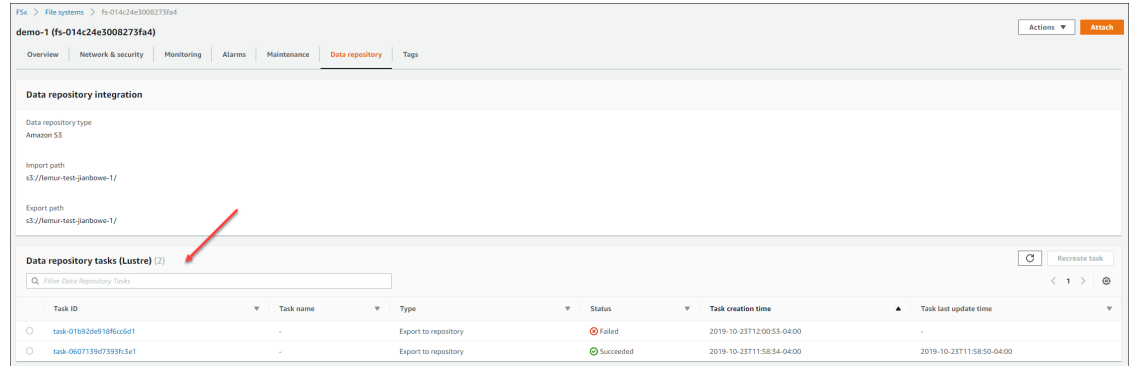 FSx > File systems > fs-014c24e3008273fa4
demo-1 (fs-014c24e3008273fa4)
Actions ▼ Attach
Overview Network & security Monitoring Alarms Maintenance Data repository Tags
Data repository integration
Data repository type
Amazon S3
Import path
s3://lemur-test-jianbowe-1/
Export path
s3://lemur-test-jianbowe-1/
Data repository tasks (Lustre) (2)
Recreate task
Filter Data Repository Tasks
< 1 >
Task ID Task name Type Status Task creation time Task last update time
task-01b92de918f6cc6d1 - Export to repository Failed 2019-10-23T12:00:53-04:00 -
task-0607139d7393fc3e1 - Export to repository Succeeded 2019-10-23T11:58:34-04:00 2019-10-23T11:58:50-04:00